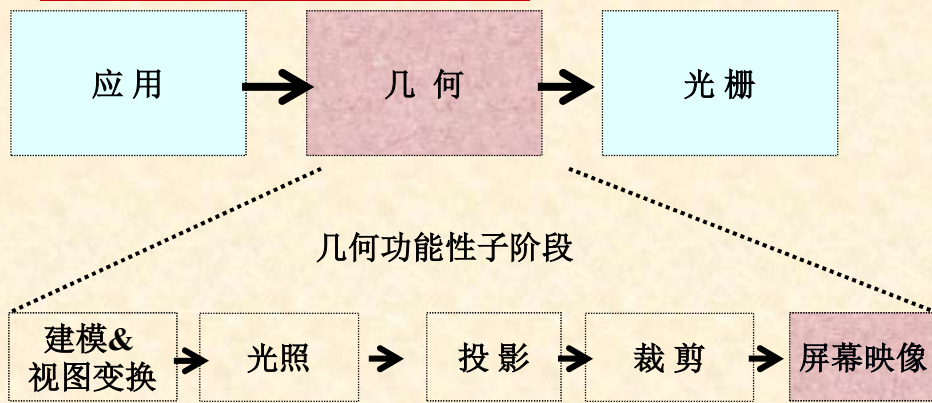 应 用
几 何
光 栅
几何功能性子阶段
建模&
视图变换
光照
投 影
裁 剪
屏幕映像